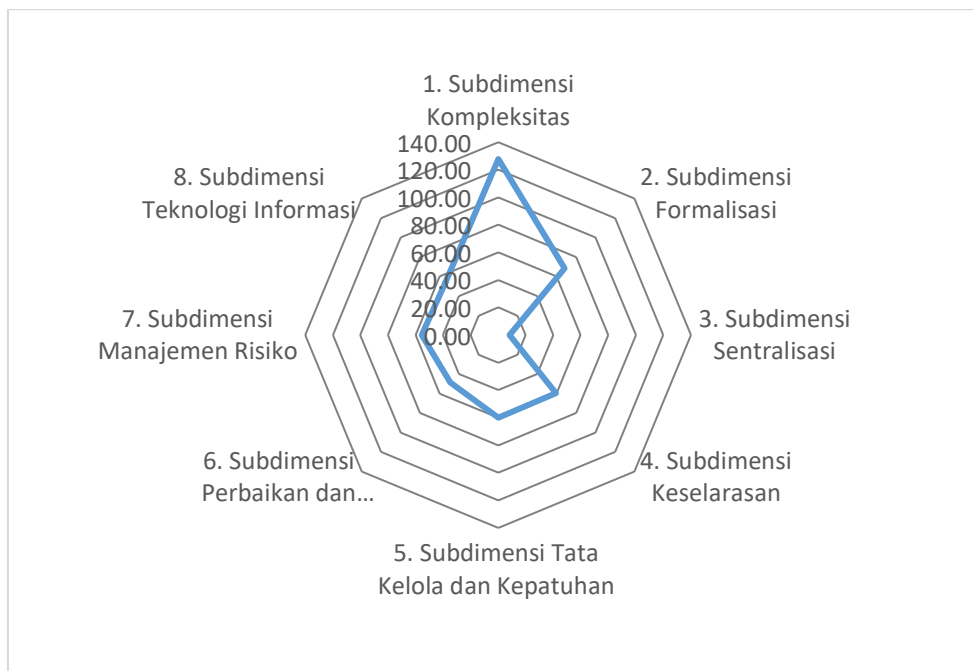 1. Subdimensi
Kompleksitas
140.00
120.00
100.00
80.00
60.00
40.00
20.00
0.00
2. Subdimensi
Formalisasi
3. Subdimensi
Sentralisasi
4. Subdimensi
Keselarasan
5. Subdimensi Tata
Kelola dan Kepatuhan
6. Subdimensi
Perbaikan dan...
7. Subdimensi
Manajemen Risiko
8. Subdimensi
Teknologi Informasi